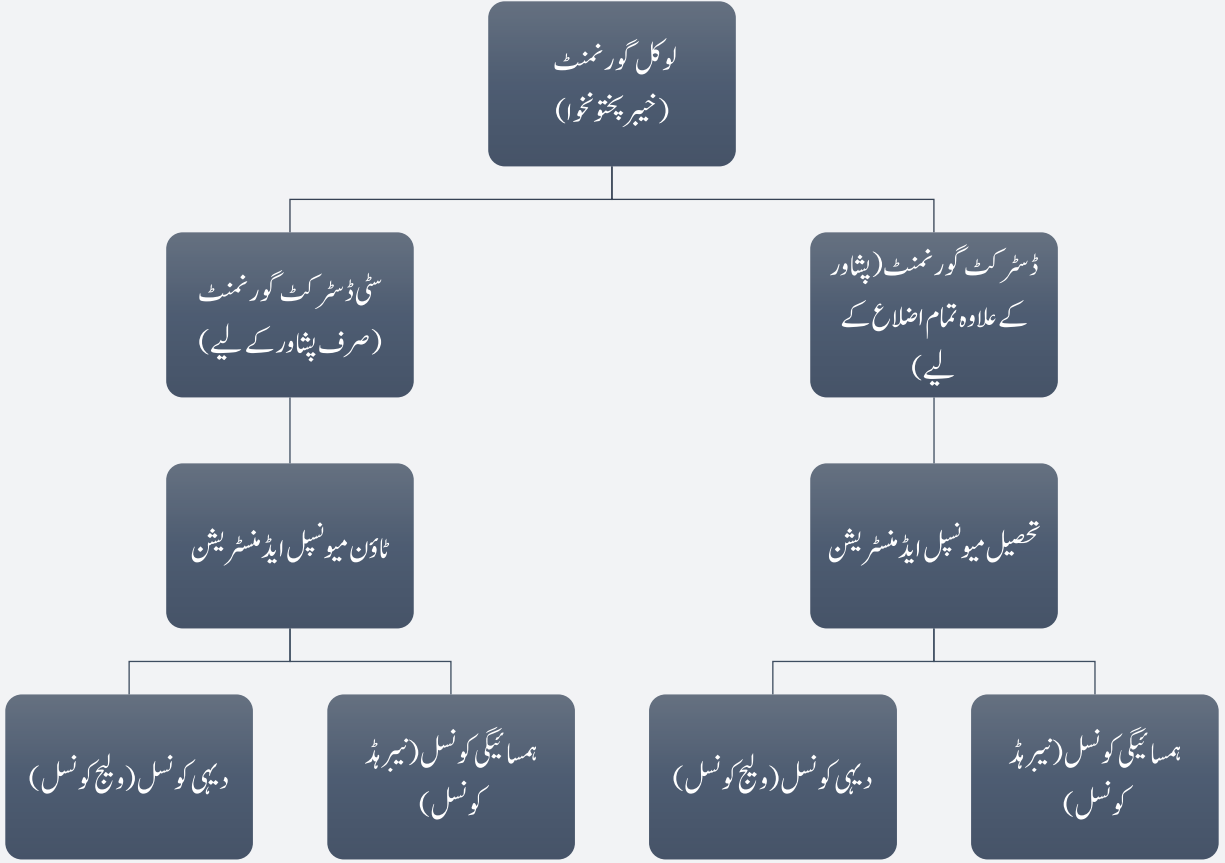 لوکل گورنمنٹ
(خیبر پختونخوا)
ڈسٹرکٹ گورنمنٹ (پشاور
کے علاوہ تمام اضلاع کے
لیے)
سٹی ڈسٹرکٹ گورنمنٹ
(صرف پشاور کے لیے)
تحصیل میونسپل ایڈمنسٹریشن
ٹاؤن میونسپل ایڈمنسٹریشن
ہمسائیگی کونسل (نیبرہڈ
کونسل)
دیہی کونسل (ولیج کونسل)
ہمسائیگی کونسل (نیبرہڈ
کونسل)
دیہی کونسل (ولیج کونسل)